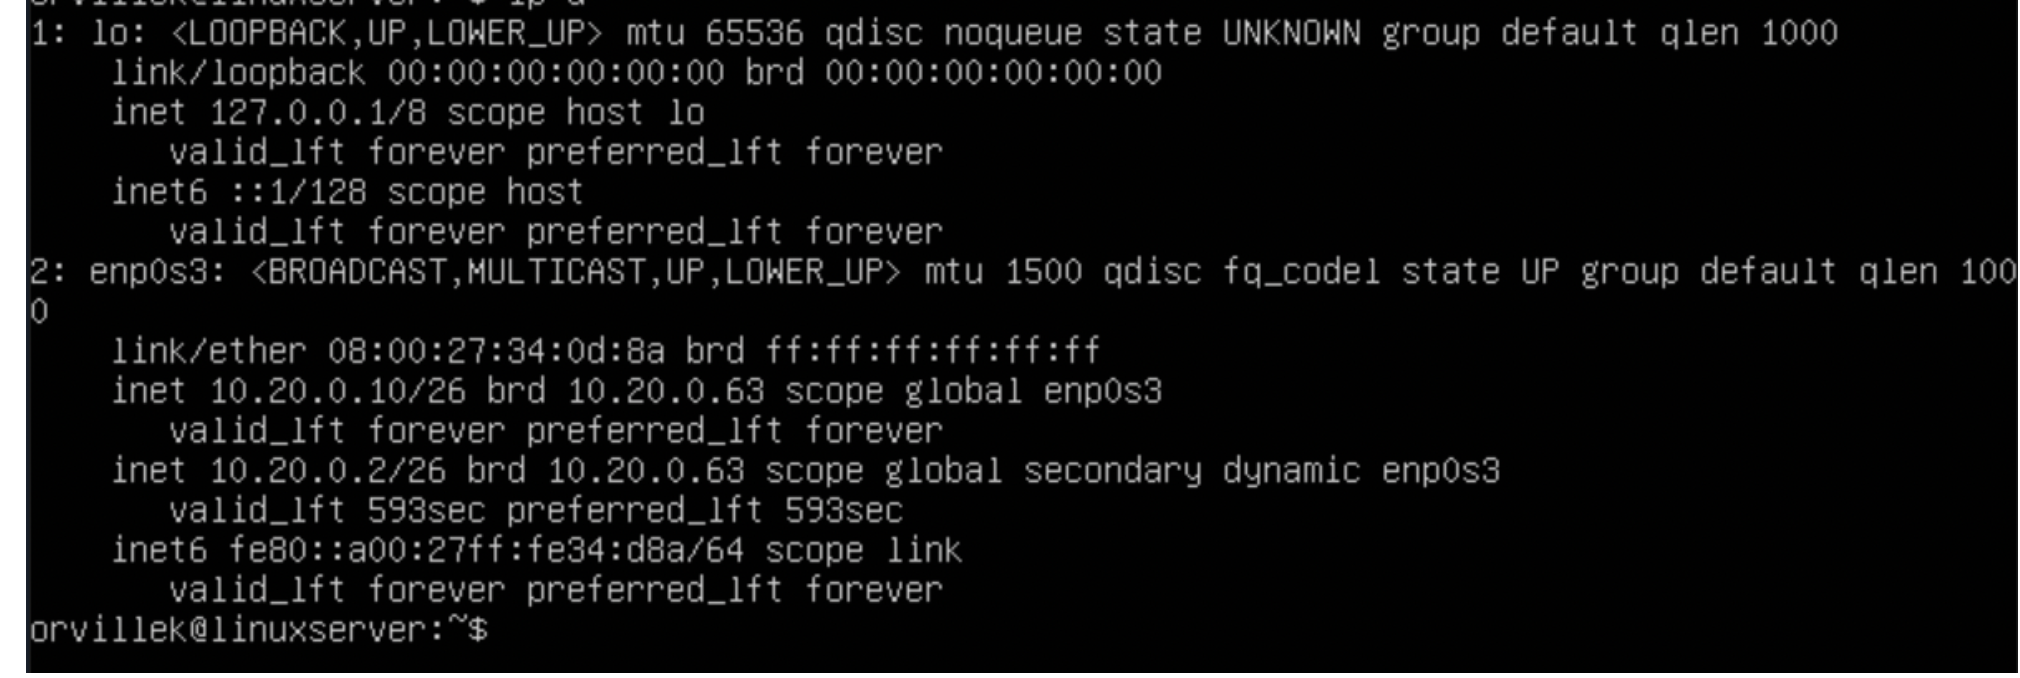 1: lo: <LOOPBACK,UP,LOWER_UP> mtu 65536 qdisc noqueue state UNKNOWN group default qlen 1000
    link/loopback 00:00:00:00:00:00 brd 00:00:00:00:00:00
    inet 127.0.0.1/8 scope host lo
       valid_lft forever preferred_lft forever
    inet6 ::1/128 scope host
       valid_lft forever preferred_lft forever
2: enp0s3: <BROADCAST,MULTICAST,UP,LOWER_UP> mtu 1500 qdisc fq_codel state UP group default qlen 100
0
    link/ether 08:00:27:34:0d:8a brd ff:ff:ff:ff:ff:ff
    inet 10.20.0.10/26 brd 10.20.0.63 scope global enp0s3
       valid_lft forever preferred_lft forever
    inet 10.20.0.2/26 brd 10.20.0.63 scope global secondary dynamic enp0s3
       valid_lft 593sec preferred_lft 593sec
    inet6 fe80::a00:27ff:fe34:d8a/64 scope link
       valid_lft forever preferred_lft forever
orvillek@linuxserver:~$